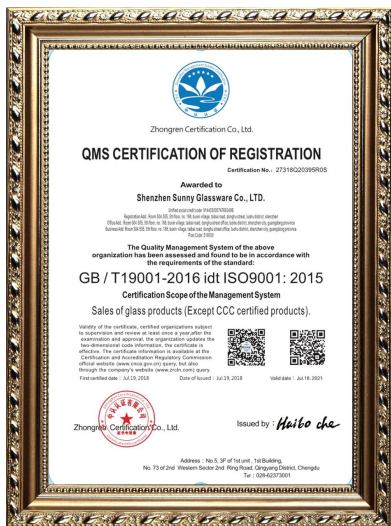 Zhongren Certification Co., Ltd.
QMS CERTIFICATION OF REGISTRATION
Certification No.: 27318Q20395R0S
Awarded to
Shenzhen Sunny Glassware Co., LTD.
The Quality Management System of the above
organization has been assessed and found to be in accordance with
the requirements of the standard:
GB / T19001-2016 idt ISO9001: 2015
Certification Scope of the Management System
Sales of glass products (Except CCC certified products).
Validity of the certificate, certified organizations subject
to supervision and review at least once a year,after the
examination and approval, the organization updates the
two-dimensional code information, the certificate is
effective. The certificate information is available at the
Certification and Accreditation Regulatory Commission
official website (www.cnca.gov.cn) query, but also
through the company's website (www.zrcln.com) query.
First certified date : Jul.19, 2018 Date of Issued : Jul.19, 2018 Valid date : Jul.18, 2021
Zhongren Certification Co., Ltd.
Issued by : Haibo che
Address : No.5, 3F of 1st unit , 1st Building,
No. 73 of 2nd Western Sector 2nd Ring Road, Qingyang District, Chengdu
Tel : 028-62373001